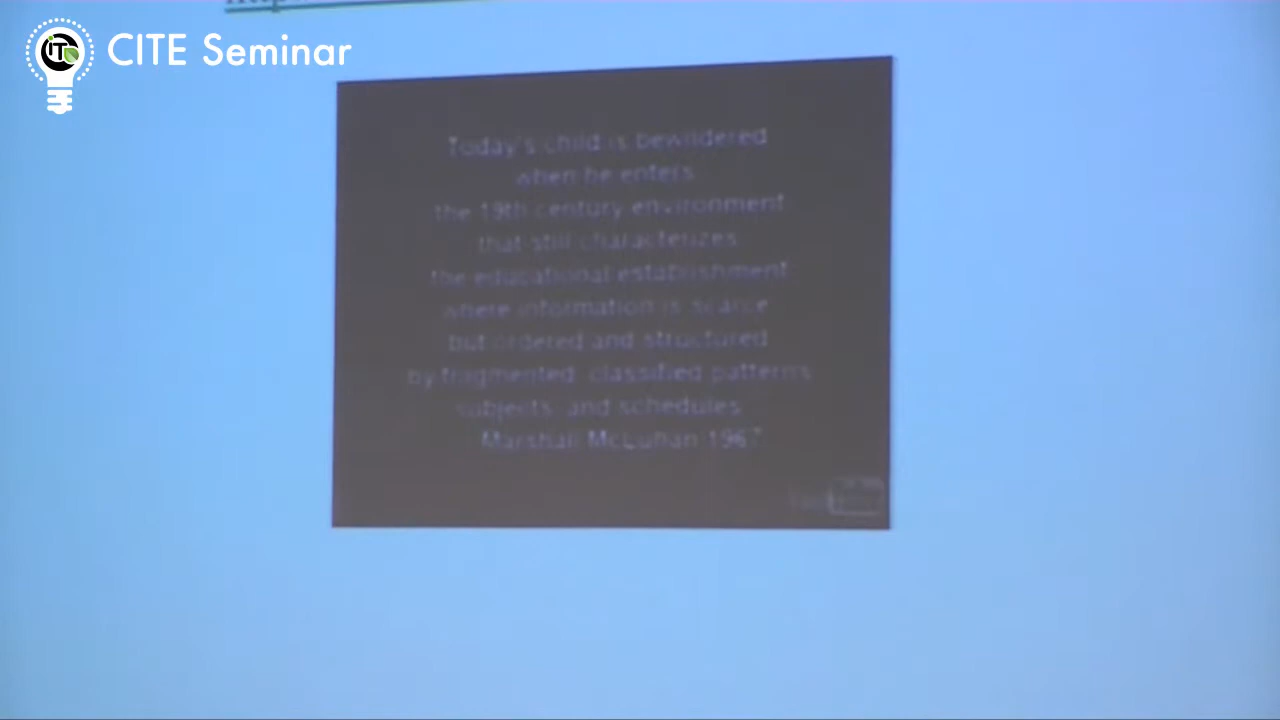 CITE Seminar
Today's child is bewildered
when he enters
the 19th century environment
that still characterizes
the educational establishment
where information is scarce
but ordered and structured
by fragmented, classified patterns
subjects, and schedules
Marshall McLuhan 1967